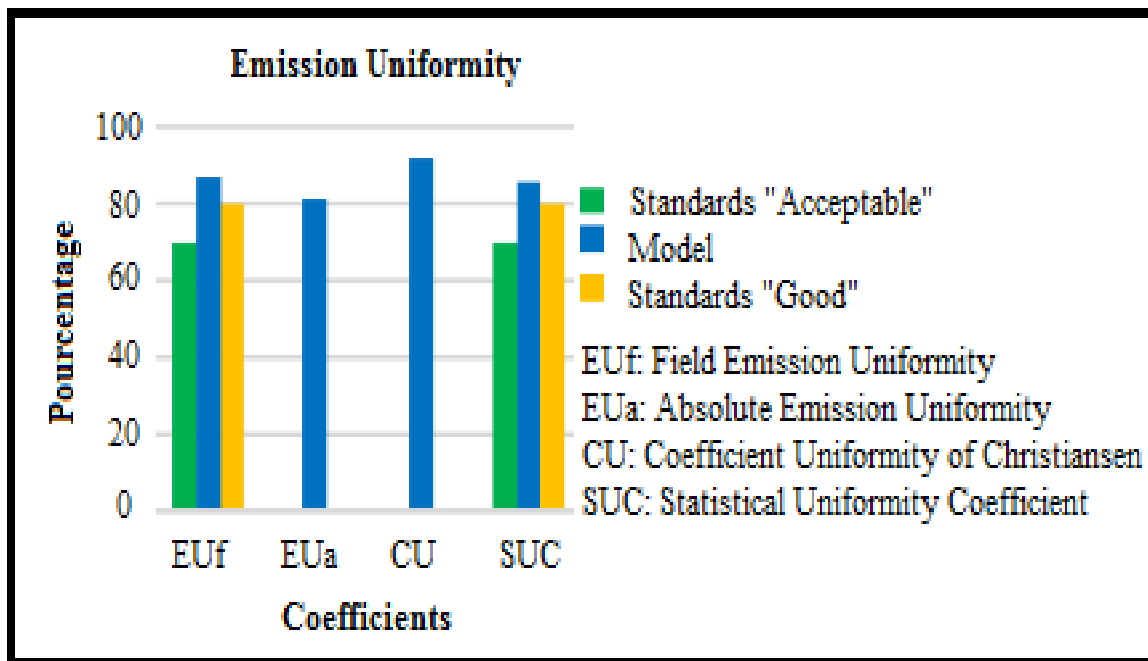 Emission Uniformity
100
80
60
40
20
0
Pourcentage
EUf EUa CU SUC
Coefficients
Standards "Acceptable"
Model
Standards "Good"
EUf: Field Emission Uniformity
EUa: Absolute Emission Uniformity
CU: Coefficient Uniformity of Christiansen
SUC: Statistical Uniformity Coefficient